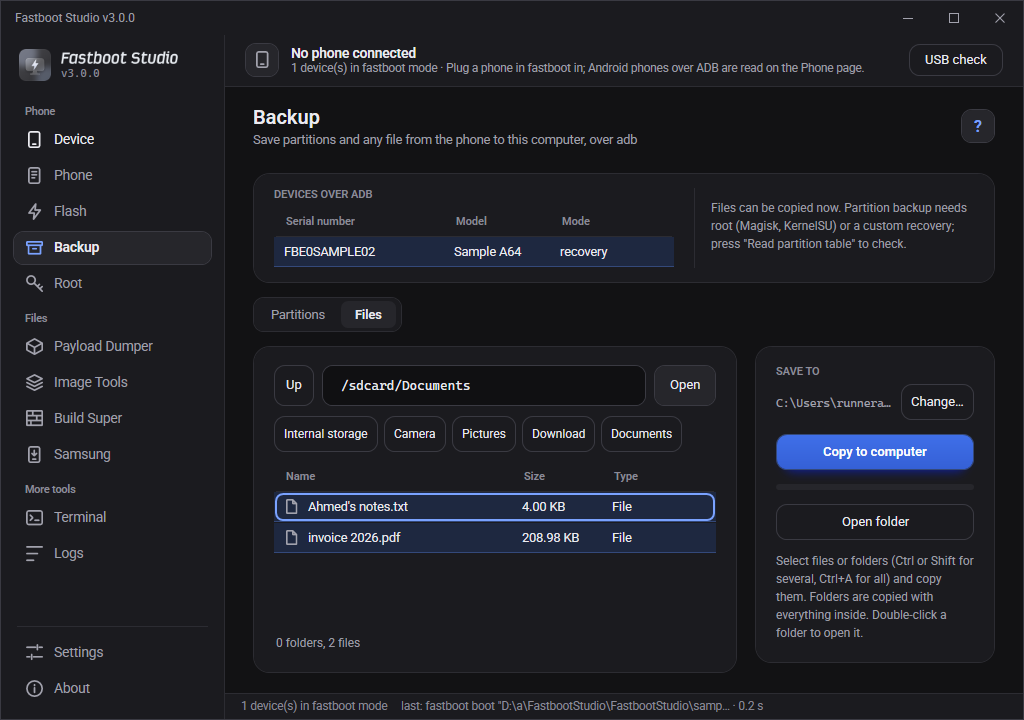 Fastboot Studio v3.0.0
Fastboot Studio
v3.0.0
Phone
Device
Phone
Flash
Backup
Root
Files
Payload Dumper
Image Tools
Build Super
Samsung
More tools
Terminal
Logs
Settings
About
No phone connected
1 device(s) in fastboot mode · Plug a phone in fastboot in; Android phones over ADB are read on the Phone page.
USB check
Backup
Save partitions and any file from the phone to this computer, over adb
?
DEVICES OVER ADB
Serial number Model Mode
FBE0SAMPLE02 Sample A64 recovery
Files can be copied now. Partition backup needs
root (Magisk, KernelSU) or a custom recovery;
press "Read partition table" to check.
Partitions Files
Up /sdcard/Documents Open
Internal storage Camera Pictures Download Documents
Name Size Type
Ahmed's notes.txt 4.00 KB File
invoice 2026.pdf 208.98 KB File
0 folders, 2 files
SAVE TO
C:\Users\runnera… Change…
Copy to computer
Open folder
Select files or folders (Ctrl or Shift for
several, Ctrl+A for all) and copy
them. Folders are copied with
everything inside. Double-click a
folder to open it.
1 device(s) in fastboot mode last: fastboot boot "D:\a\FastbootStudio\FastbootStudio\samp… · 0.2 s